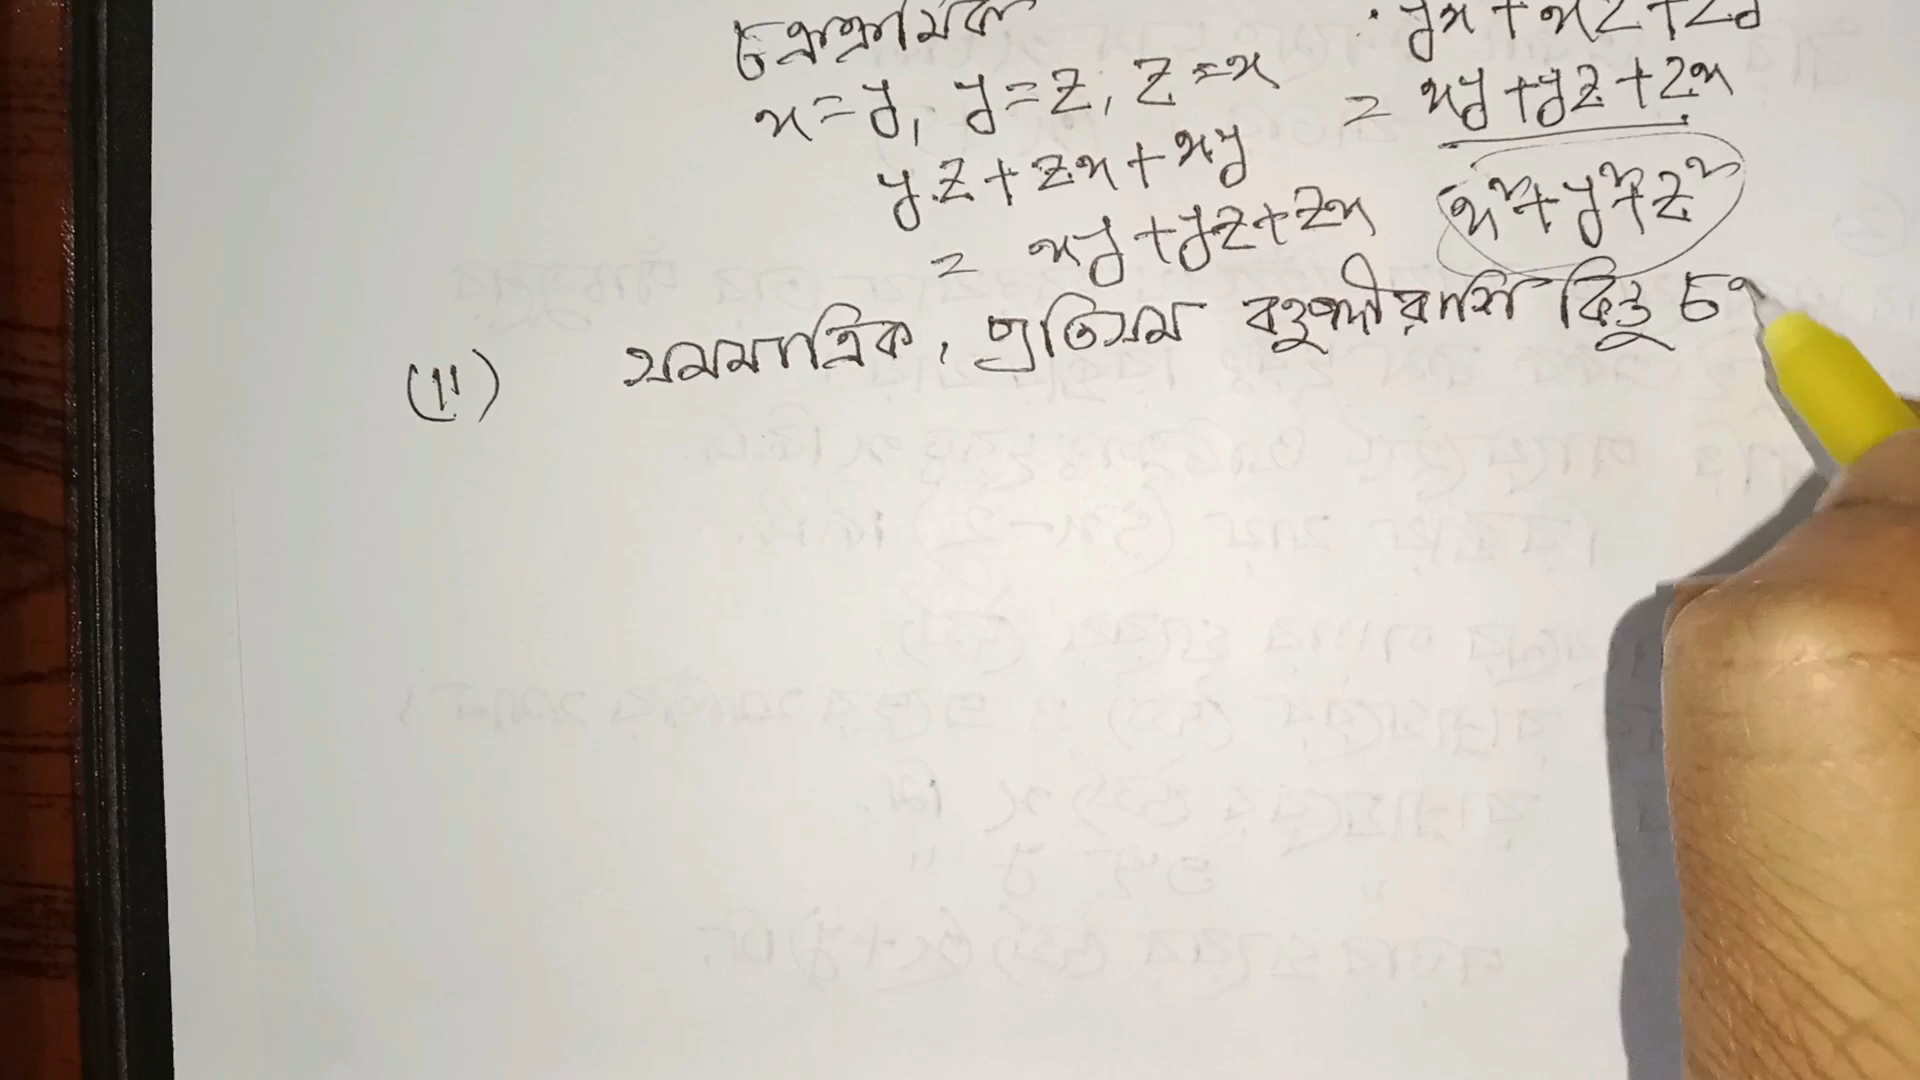 চক্রক্রমিক
yx + xz + zy
x = y, y = z, z = x
= xy + yz + zx
yz + zx + xy
= xy + yz + zx
x² + y² + z²
(ii) সমমাত্রিক, প্রতিসম বহুপদী রাশি কিন্তু চ